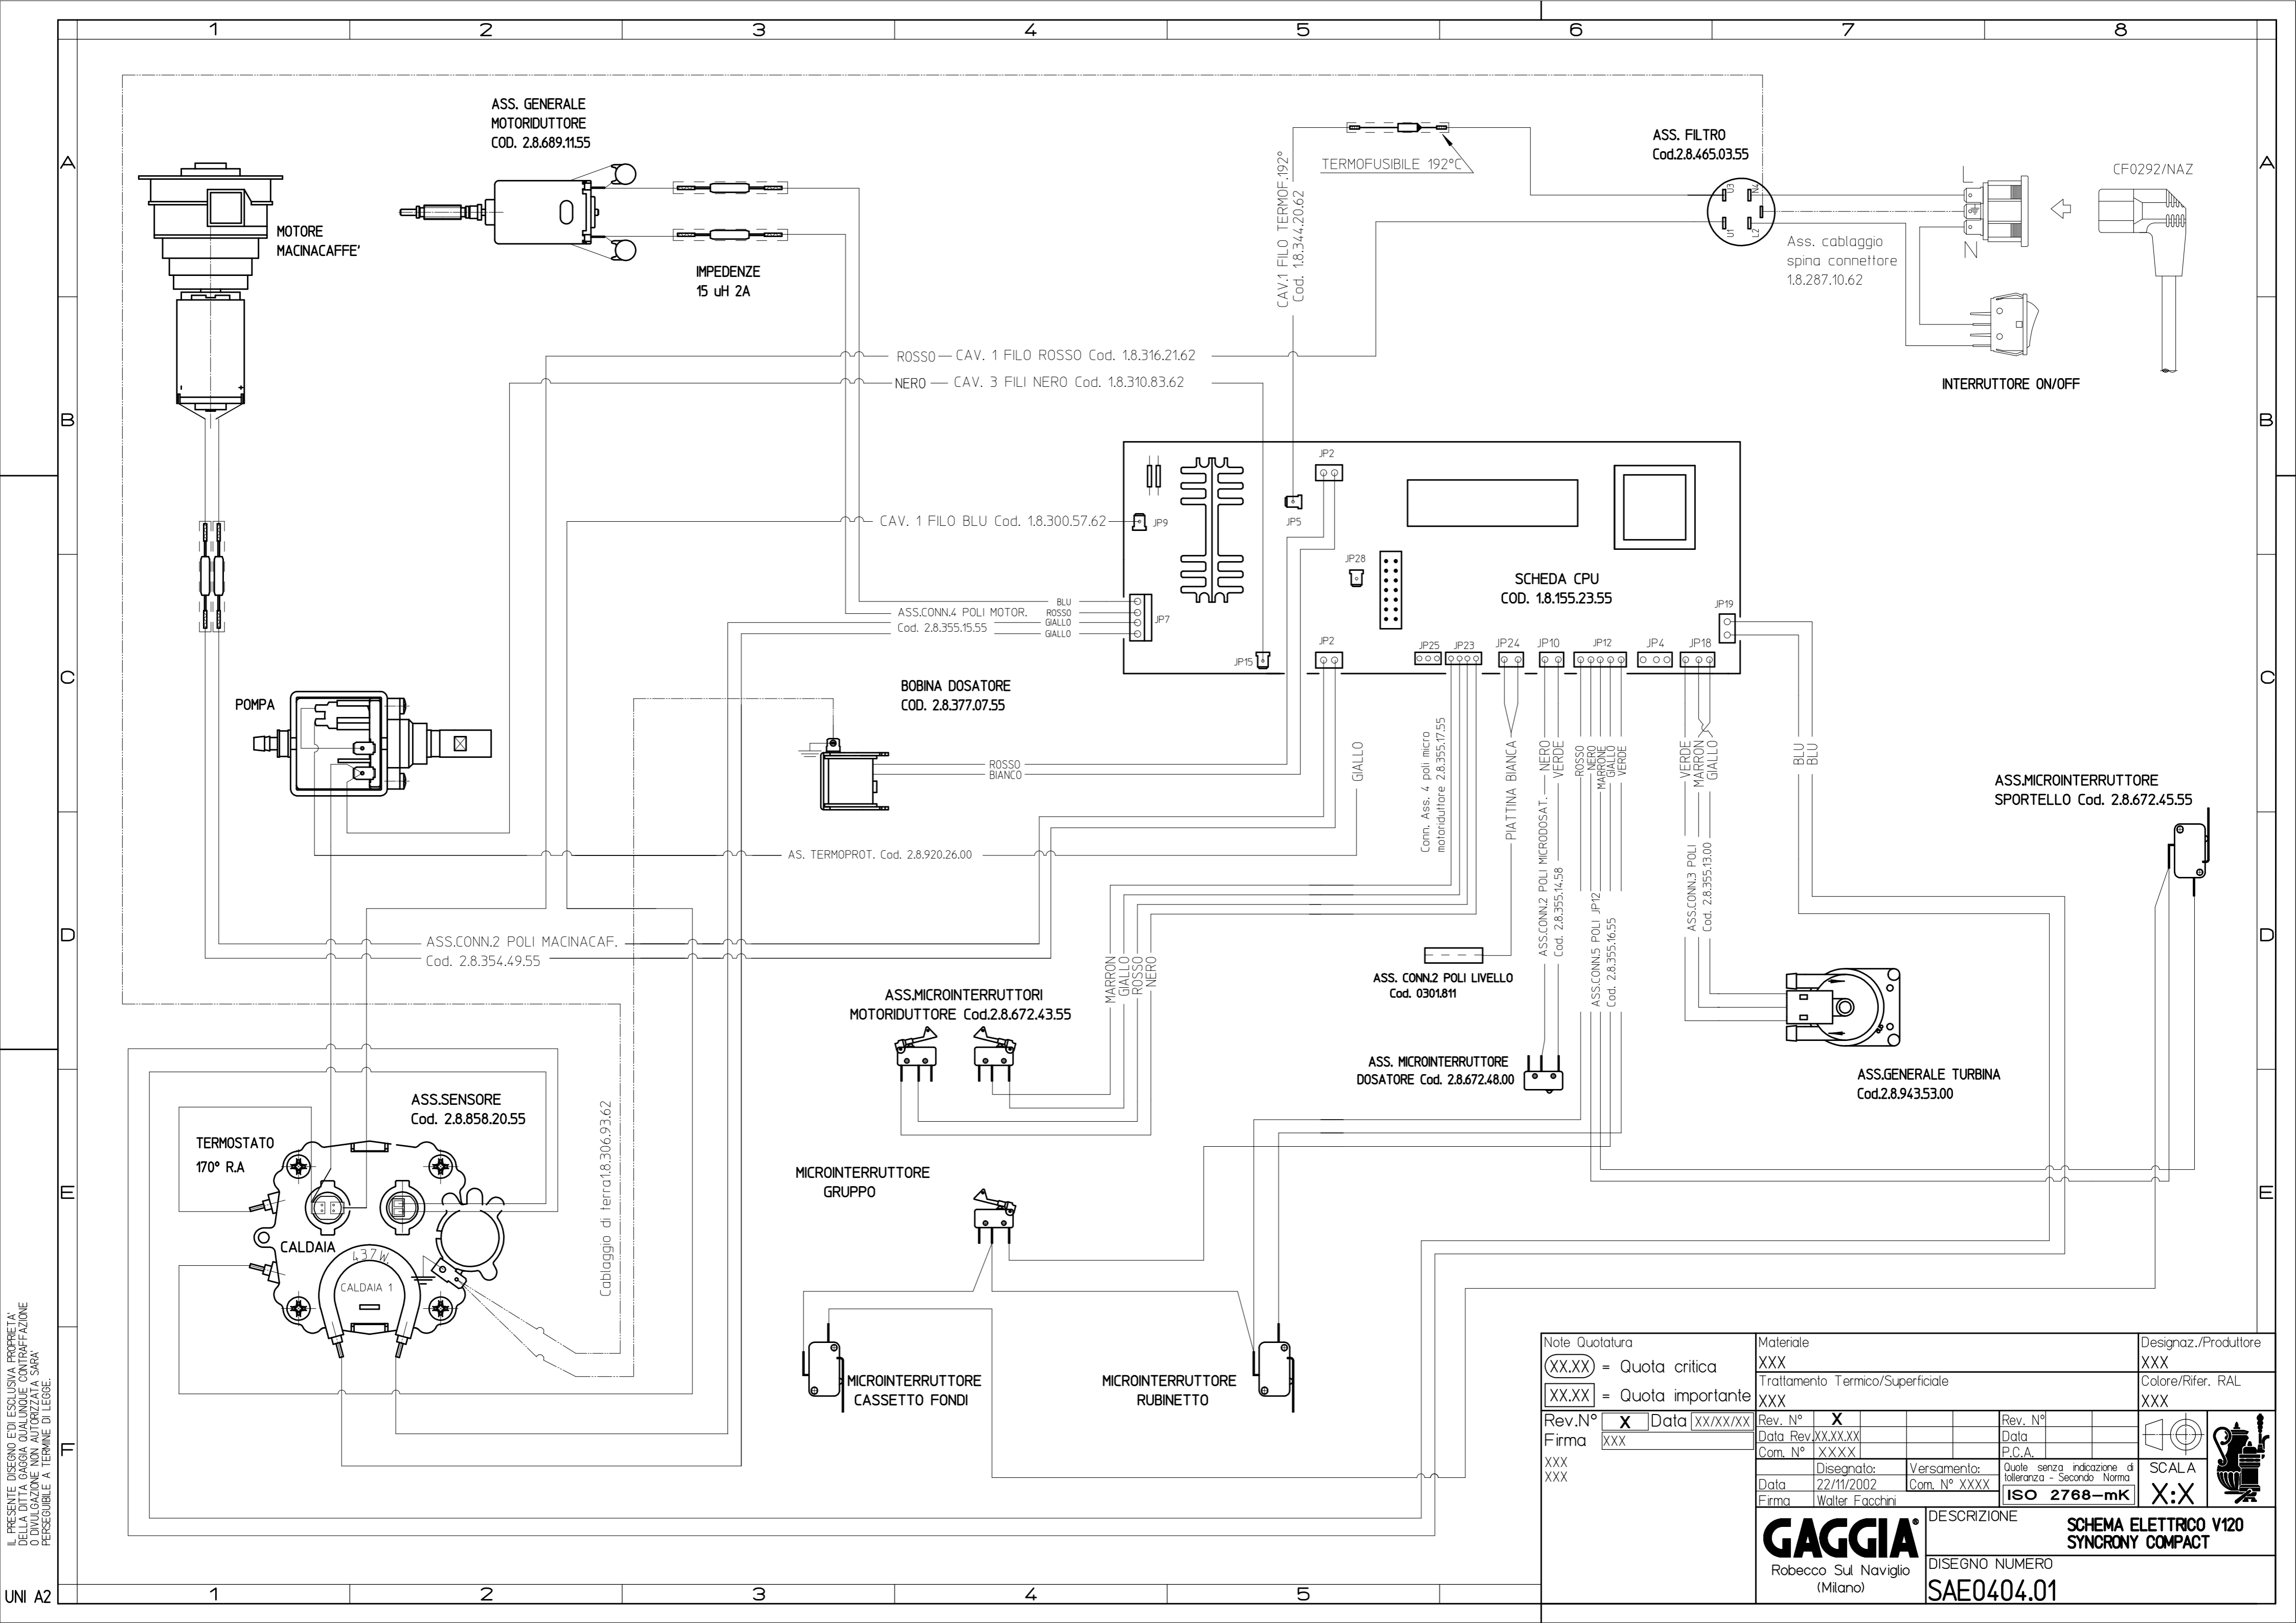 1 2 3 4 5 6 7 8
A
B
C
D
E
F
A
B
C
D
E
ASS. GENERALE
MOTORIDUTTORE
COD. 2.8.689.11.55
MOTORE
MACINACAFFE'
- +
IMPEDENZE
15 uH 2A
CAV.1 FILO TERMOF.192°
Cod. 1.8.344.20.62
TERMOFUSIBILE 192°C
ASS. FILTRO
Cod.2.8.465.03.55
U3
N4
U1
L2
L
N
Ass. cablaggio
spina connettore
1.8.287.10.62
CF0292/NAZ
INTERRUTTORE ON/OFF
ROSSO CAV. 1 FILO ROSSO Cod. 1.8.316.21.62
NERO CAV. 3 FILI NERO Cod. 1.8.310.83.62
CAV. 1 FILO BLU Cod. 1.8.300.57.62
JP9
JP2
JP5
JP28
SCHEDA CPU
COD. 1.8.155.23.55
JP19
ASS.CONN.4 POLI MOTOR.
Cod. 2.8.355.15.55
BLU
ROSSO
GIALLO
GIALLO
JP7
JP15
JP2
JP25
JP23
JP24
JP10
JP12
JP4
JP18
POMPA
BOBINA DOSATORE
COD. 2.8.377.07.55
ROSSO
BIANCO
GIALLO
Conn. Ass. 4 poli micro
motoriduttore 2.8.355.17.55
PIATTINA BIANCA
ASS.CONN.2 POLI MICRODOSAT.
NERO
VERDE
Cod. 2.8.355.14.58
ROSSO
NERO
MARRONE
GIALLO
VERDE
ASS.CONN.5 POLI JP12
Cod. 2.8.355.16.55
VERDE
MARRON
GIALLO
ASS.CONN.3 POLI
Cod. 2.8.355.13.00
BLU
BLU
ASS.MICROINTERRUTTORE
SPORTELLO Cod. 2.8.672.45.55
AS. TERMOPROT. Cod. 2.8.920.26.00
ASS.CONN.2 POLI MACINACAF.
Cod. 2.8.354.49.55
MARRON
GIALLO
ROSSO
NERO
ASS. CONN.2 POLI LIVELLO
Cod. 0301.811
ASS.MICROINTERRUTTORI
MOTORIDUTTORE Cod.2.8.672.43.55
ASS. MICROINTERRUTTORE
DOSATORE Cod. 2.8.672.48.00
ASS.GENERALE TURBINA
Cod.2.8.943.53.00
ASS.SENSORE
Cod. 2.8.858.20.55
TERMOSTATO
170° R.A
CALDAIA
437W.
CALDAIA 1
Cablaggio di terra1.8.306.93.62
MICROINTERRUTTORE
GRUPPO
MICROINTERRUTTORE
CASSETTO FONDI
MICROINTERRUTTORE
RUBINETTO
IL PRESENTE DISEGNO E'DI ESCLUSIVA PROPRIETA'
DELLA DITTA GAGGIA QUALUNQUE CONTRAFFAZIONE
O DIVULGAZIONE NON AUTORIZZATA SARA'
PERSEGUIBILE A TERMINE DI LEGGE.
UNI A2
1 2 3 4 5
Note Quotatura
XX.XX = Quota critica
XX.XX = Quota importante
Rev.N° X Data XX/XX/XX
Firma XXX
XXX
XXX
Materiale
XXX
Designaz./Produttore
XXX
Trattamento Termico/Superficiale
XXX
Colore/Rifer. RAL
XXX
Rev. N° X
Data Rev.XX.XX.XX
Com. N° XXXX
Rev. N°
Data
P.C.A.
Disegnato:
Data 22/11/2002
Firma Walter Facchini
Versamento:
Com. N° XXXX
Quote senza indicazione di
tolleranza - Secondo Norma
ISO 2768-mK
SCALA
X:X
GAGGIA®
Robecco Sul Naviglio
(Milano)
DESCRIZIONE
SCHEMA ELETTRICO V120
SYNCRONY COMPACT
DISEGNO NUMERO
SAE0404.01